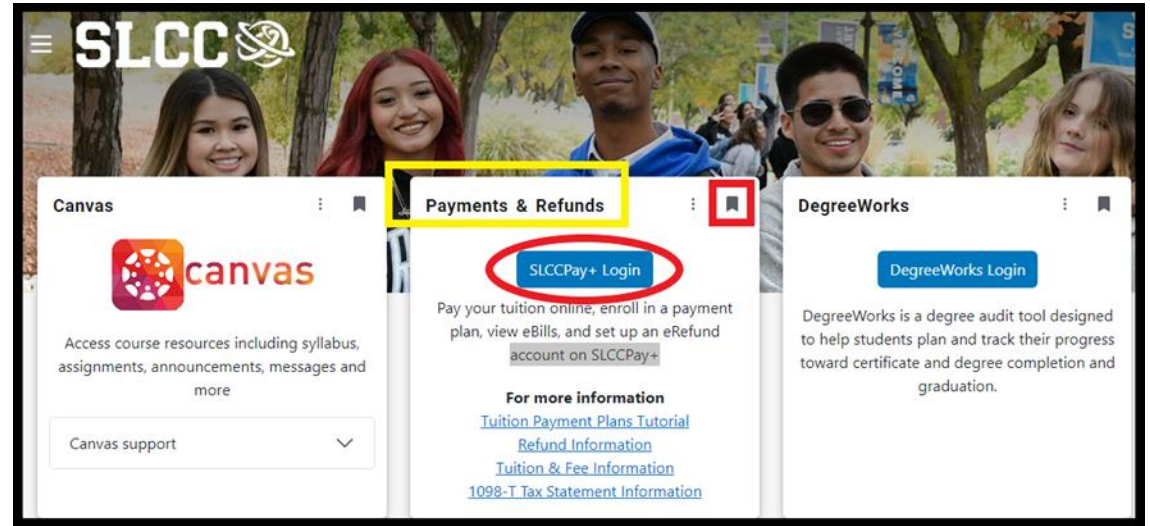 SLCC
Canvas
canvas
Access course resources including syllabus,
assignments, announcements, messages and
more
Canvas support
Payments & Refunds
SLCCPay+ Login
Pay your tuition online, enroll in a payment
plan, view eBills, and set up an eRefund
account on SLCCPay+
For more information
Tuition Payment Plans Tutorial
Refund Information
Tuition & Fee Information
1098-T Tax Statement Information
DegreeWorks
DegreeWorks Login
DegreeWorks is a degree audit tool designed
to help students plan and track their progress
toward certificate and degree completion and
graduation.